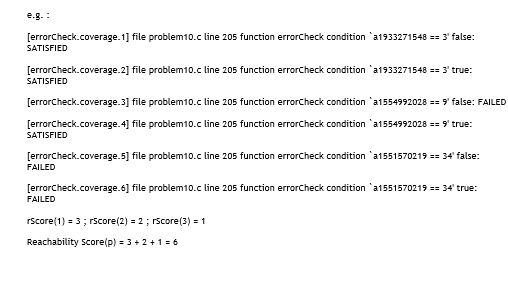 e.g. :
[errorCheck.coverage.1] file problem10.c line 205 function errorCheck condition `a1933271548 == 3' false:
SATISFIED
[errorCheck.coverage.2] file problem10.c line 205 function errorCheck condition `a1933271548 == 3' true:
SATISFIED
[errorCheck.coverage.3] file problem10.c line 205 function errorCheck condition `a1554992028 == 9' false: FAILED
[errorCheck.coverage.4] file problem10.c line 205 function errorCheck condition `a1554992028 == 9' true:
SATISFIED
[errorCheck.coverage.5] file problem10.c line 205 function errorCheck condition `a1551570219 == 34' false:
FAILED
[errorCheck.coverage.6] file problem10.c line 205 function errorCheck condition `a1551570219 == 34' true:
FAILED
rScore(1) = 3 ; rScore(2) = 2 ; rScore(3) = 1
Reachability Score(p) = 3 + 2 + 1 = 6